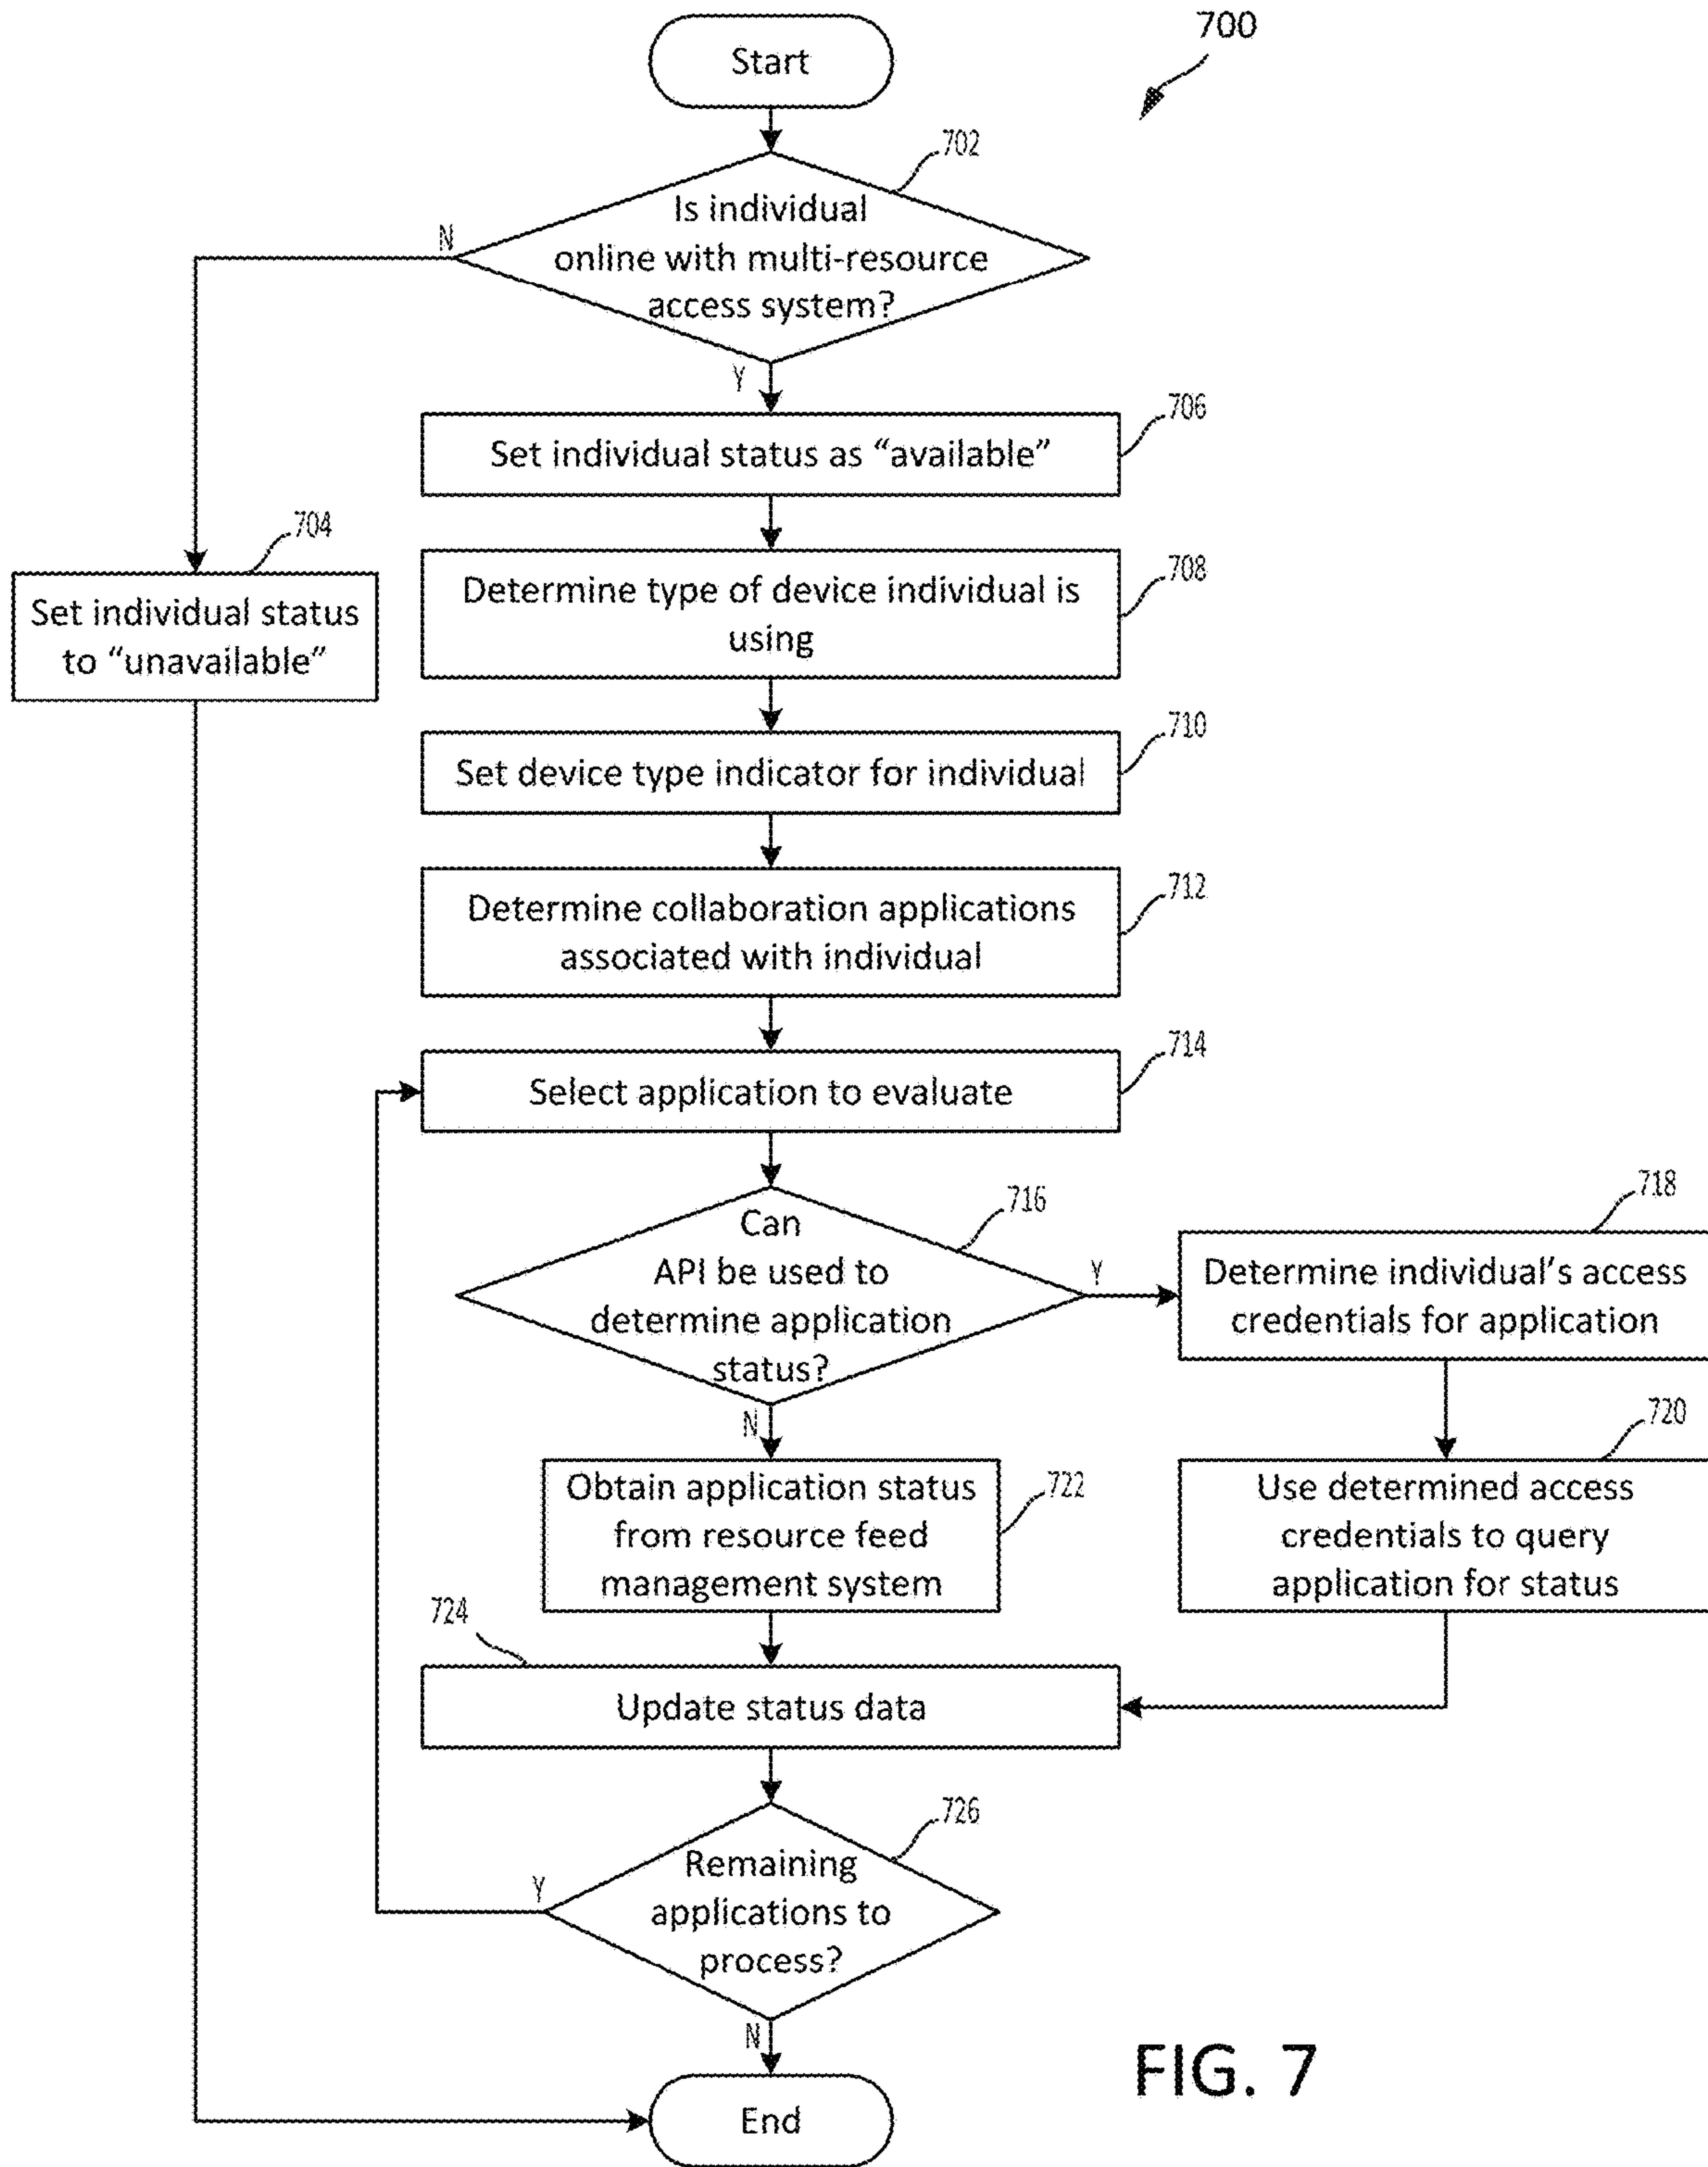 700
Start
702
Is individual
online with multi-resource
access system?
N
Y
706
Set individual status as “available”
704
Set individual status
to “unavailable”
708
Determine type of device individual is
using
710
Set device type indicator for individual
712
Determine collaboration applications
associated with individual
714
Select application to evaluate
716
Can
API be used to
determine application
status?
Y
N
718
Determine individual’s access
credentials for application
720
Use determined access
credentials to query
application for status
722
Obtain application status
from resource feed
management system
724
Update status data
726
Remaining
applications to
process?
Y
N
End
FIG. 7